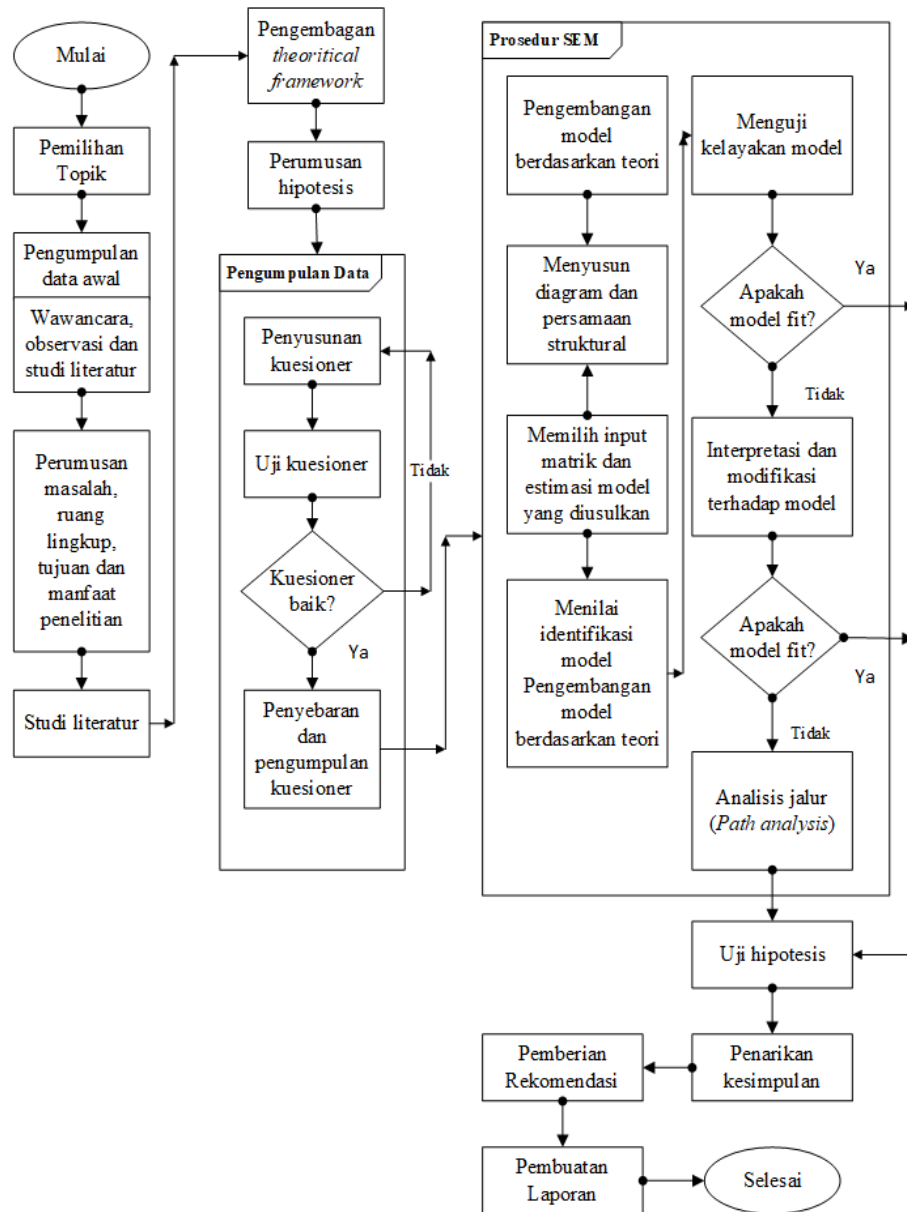 Mulai
Pemilihan
Topik
Pengumpulan
data awal
Wawancara,
observasi dan
studi literatur
Perumusan
masalah,
ruang
lingkup,
tujuan dan
manfaat
penelitian
Studi literatur
Pengembagan
theoritical
framework
Perumusan
hipotesis
Pengumpulan Data
Penyusunan
kuesioner
Uji kuesioner
Tidak
Kuesioner
baik?
Ya
Penyebaran
dan
pengumpulan
kuesioner
Prosedur SEM
Pengembangan
model
berdasarkan teori
Menyusun
diagram dan
persamaan
struktural
Memilih input
matrik dan
estimasi model
yang diusulkan
Menilai
identifikasi
model
Pengembangan
model
berdasarkan teori
Menguji
kelayakan model
Apakah
model fit?
Ya
Tidak
Interpretasi dan
modifikasi
terhadap model
Apakah
model fit?
Ya
Tidak
Analisis jalur
(Path analysis)
Uji hipotesis
Penarikan
kesimpulan
Pemberian
Rekomendasi
Pembuatan
Laporan
Selesai